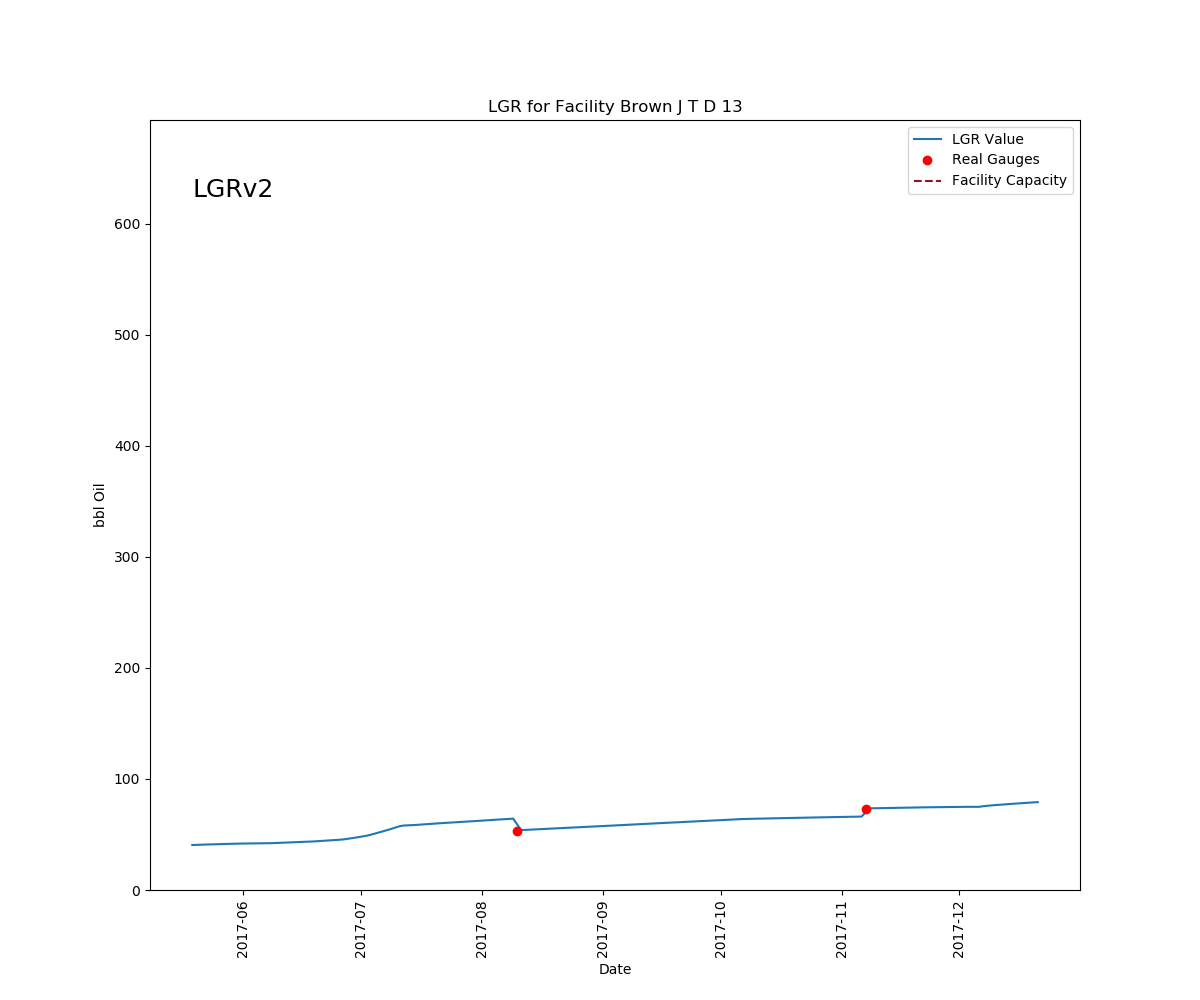 LGR for Facility Brown J T D 13
LGRv2
LGR Value
Real Gauges
Facility Capacity
bbl Oil
600
500
400
300
200
100
0
2017-06
2017-07
2017-08
2017-09
2017-10
2017-11
2017-12
Date